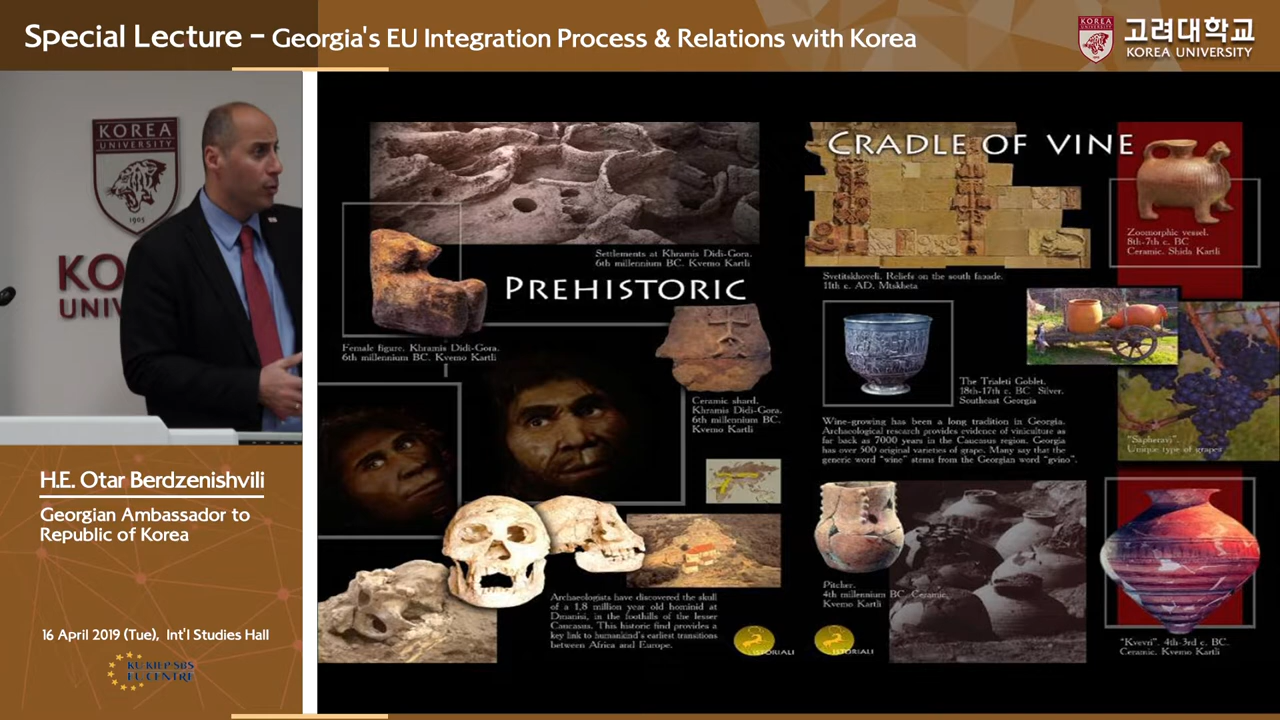 Special Lecture – Georgia's EU Integration Process & Relations with Korea
KOREA
UNIVERSITY
고려대학교
KOREA UNIVERSITY
KOREA
UNIVERSITY
1905
KO
UNIV
H.E. Otar Berdzenishvili
Georgian Ambassador to
Republic of Korea
16 April 2019 (Tue), Int'l Studies Hall
KU-KIEP-SBS
EU CENTRE
Settlements at Khramis Didi-Gora.
6th millennium BC. Kvemo Kartli
PREHISTORIC
Female figure. Khramis Didi-Gora.
6th millennium BC. Kvemo Kartli
Ceramic shard.
Khramis Didi-Gora.
6th millennium BC.
Kvemo Kartli
Archaeologists have discovered the skull
of a 1,8 million year old hominid at
Dmanisi, in the foothills of the lesser
Caucasus. This historic find provides a
key link to humankind's earliest transitions
between Africa and Europe.
ISTORIALI
CRADLE OF VINE
Zoomorphic vessel.
8th-7th c. BC
Ceramic. Shida Kartli
Svetitskhoveli. Reliefs on the south facade.
11th c. AD. Mtskheta
The Trialeti Goblet.
18th-17th c. BC Silver.
Southeast Georgia
Wine-growing has been a long tradition in Georgia.
Archaeological research provides evidence of viniculture as
far back as 7000 years in the Caucasus region. Georgia
has over 500 original varieties of grape. Many say that the
generic word "wine" stems from the Georgian word "gvino".
"Saperavi".
Unique type of grapes
Pitcher.
4th millennium BC. Ceramic.
Kvemo Kartli
"Kvevri". 4th-3rd c. BC.
Ceramic. Kvemo Kartli
ISTORIALI